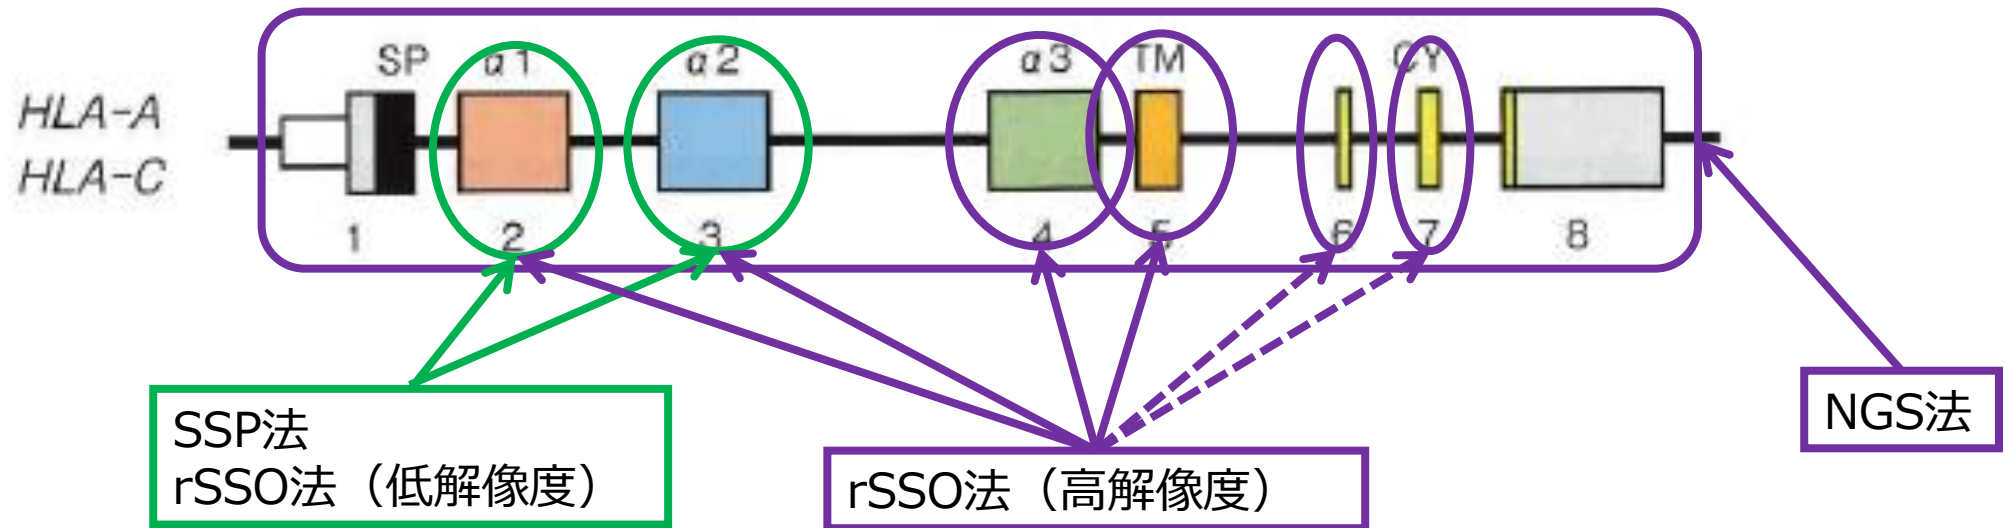 SP α1 α2 α3 TM CY
HLA-A
HLA-C
1 2 3 4 5 6 7 8
SSP法
rSSO法（低解像度）
rSSO法（高解像度）
NGS法